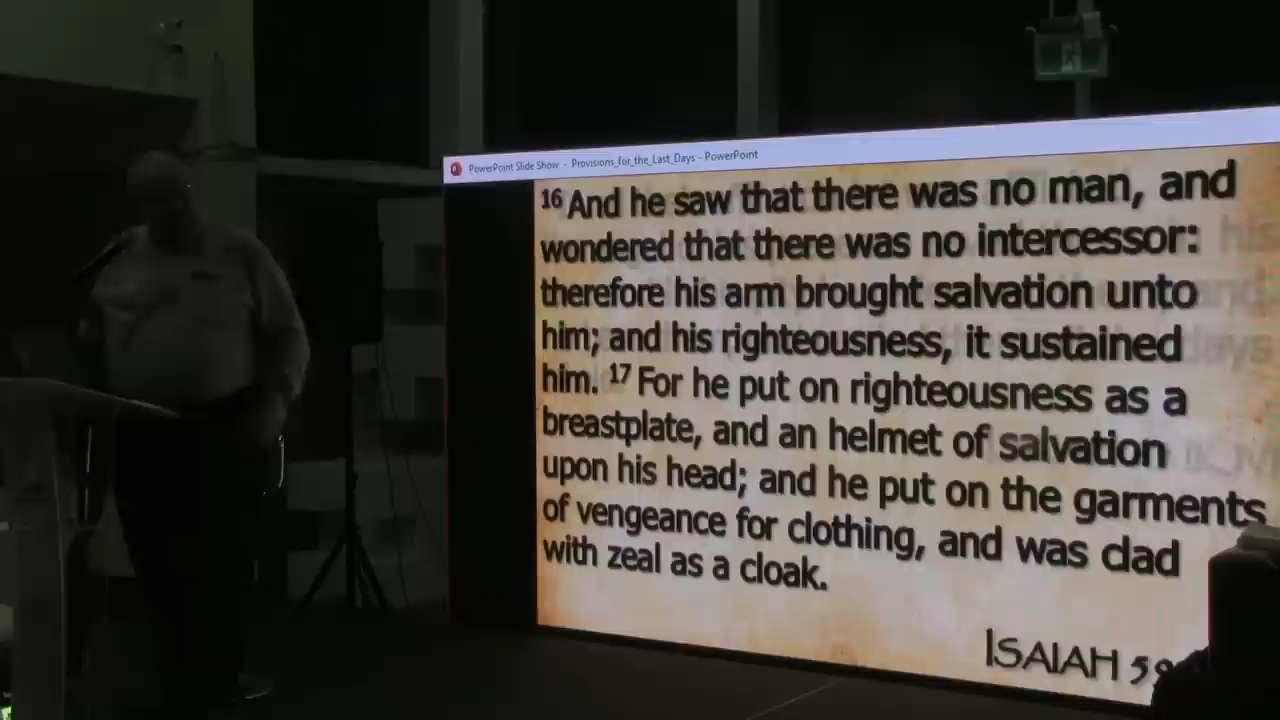 PowerPoint Slide Show - Provisions_for_the_Last_Days - PowerPoint
16 And he saw that there was no man, and
wondered that there was no intercessor:
therefore his arm brought salvation unto
him; and his righteousness, it sustained
him. 17 For he put on righteousness as a
breastplate, and an helmet of salvation
upon his head; and he put on the garments
of vengeance for clothing, and was clad
with zeal as a cloak.
ISAIAH 59